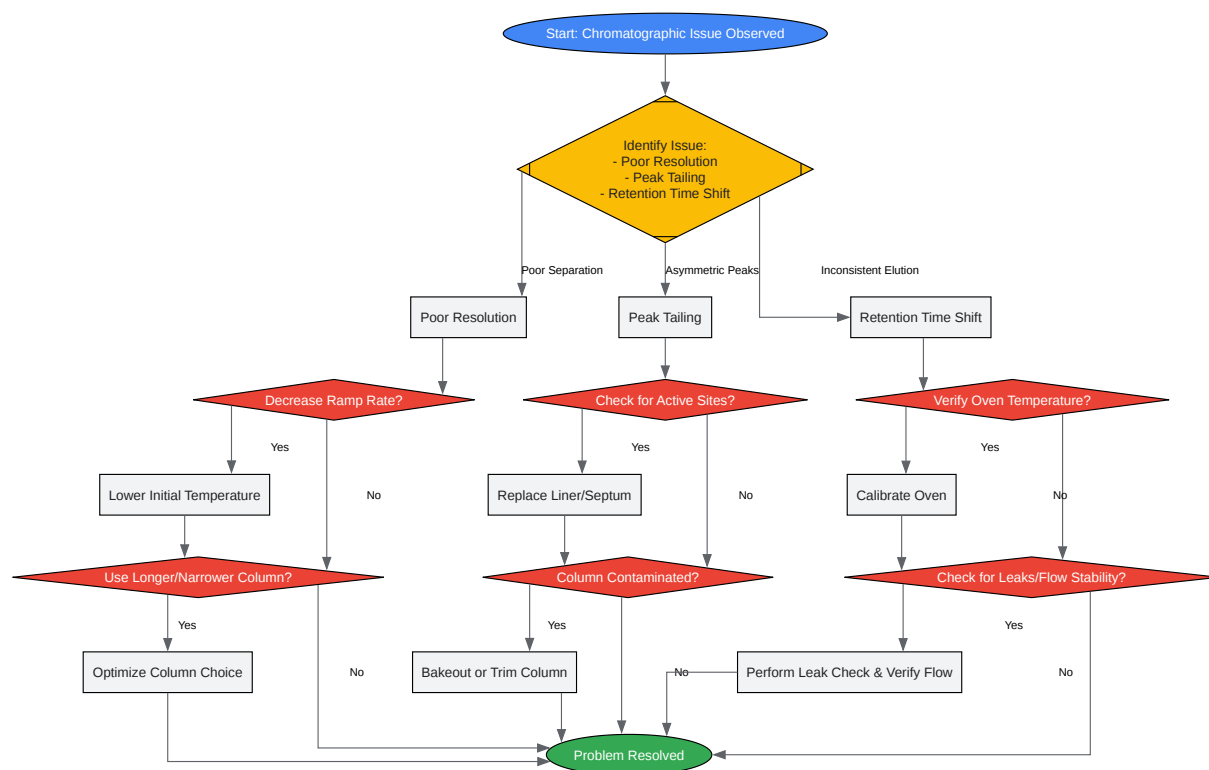 Start: Chromatographic Issue Observed
Identify Issue:
- Poor Resolution
- Peak Tailing
- Retention Time Shift
Poor Separation
Asymmetric Peaks
Inconsistent Elution
Poor Resolution
Peak Tailing
Retention Time Shift
Decrease Ramp Rate?
Check for Active Sites?
Verify Oven Temperature?
Yes
Yes
Yes
Lower Initial Temperature
No
Replace Liner/Septum
No
Calibrate Oven
No
Use Longer/Narrower Column?
Column Contaminated?
Check for Leaks/Flow Stability?
Yes
Yes
Yes
Optimize Column Choice
No
Bakeout or Trim Column
No
Perform Leak Check & Verify Flow
No
Problem Resolved